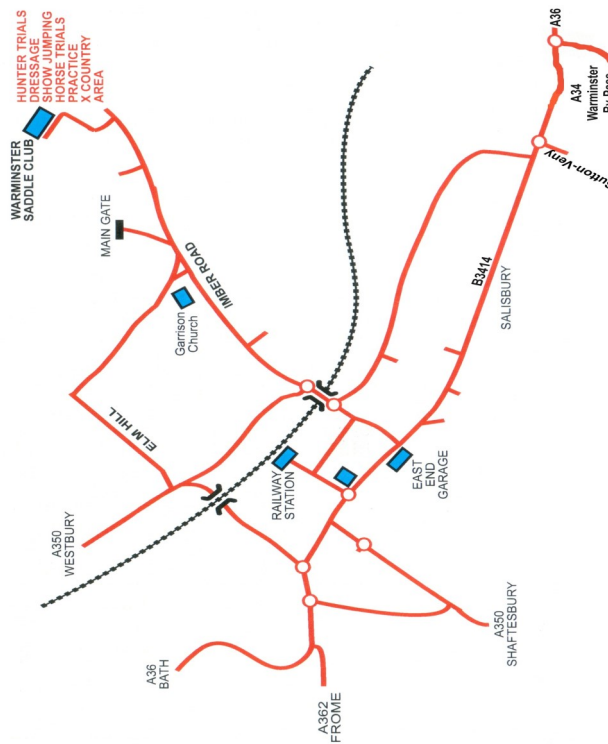 HUNTER TRIALS
DRESSAGE
SHOW JUMPING
HORSE TRIALS
PRACTICE
X COUNTRY
AREA
WARMINSTER
SADDLE CLUB
MAIN GATE
IMBER ROAD
Garrison
Church
ELM HILL
A350
WESTBURY
RAILWAY
STATION
EAST
END
GARAGE
B3414
SALISBURY
A36
A34
Warminster
Sutton-Veny
A36
BATH
A362
FROME
A350
SHAFTESBURY